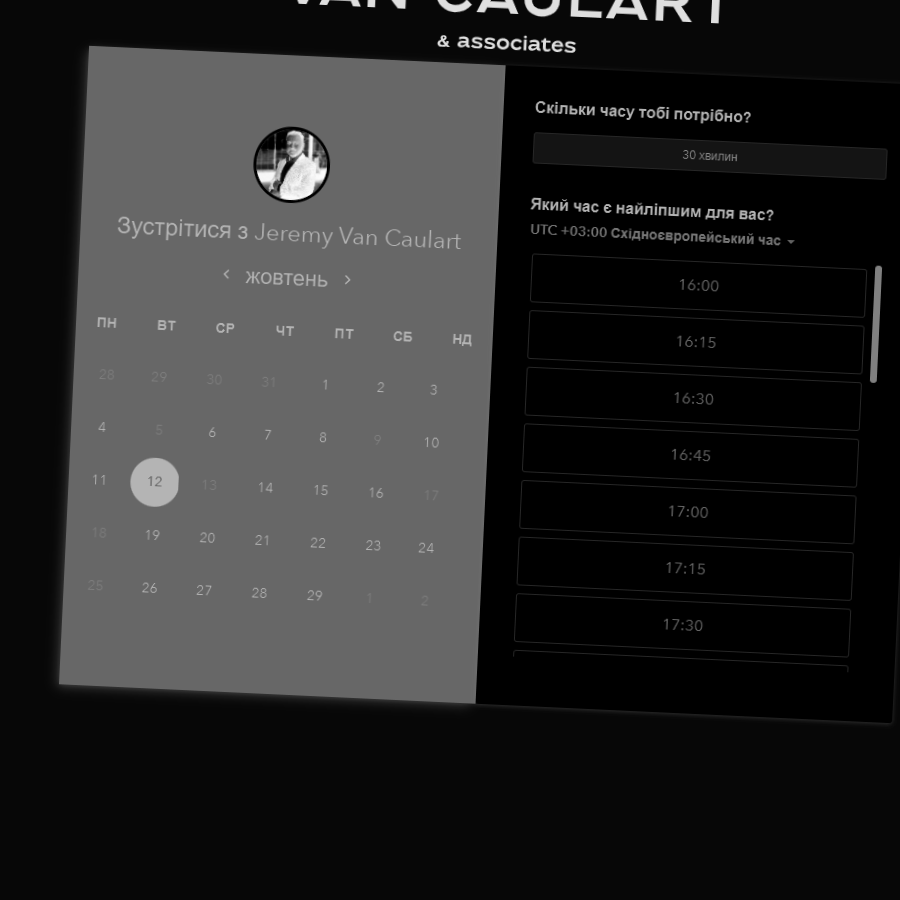 VAN CAULART
& associates
Зустрітися з Jeremy Van Caulart
‹ жовтень ›
ПН ВТ СР ЧТ ПТ СБ НД
28 29 30 31 1 2 3
4 5 6 7 8 9 10
11 12 13 14 15 16 17
18 19 20 21 22 23 24
25 26 27 28 29 1 2
Скільки часу тобі потрібно?
30 хвилин
Який час є найліпшим для вас?
UTC +03:00 Східноєвропейський час
16:00
16:15
16:30
16:45
17:00
17:15
17:30